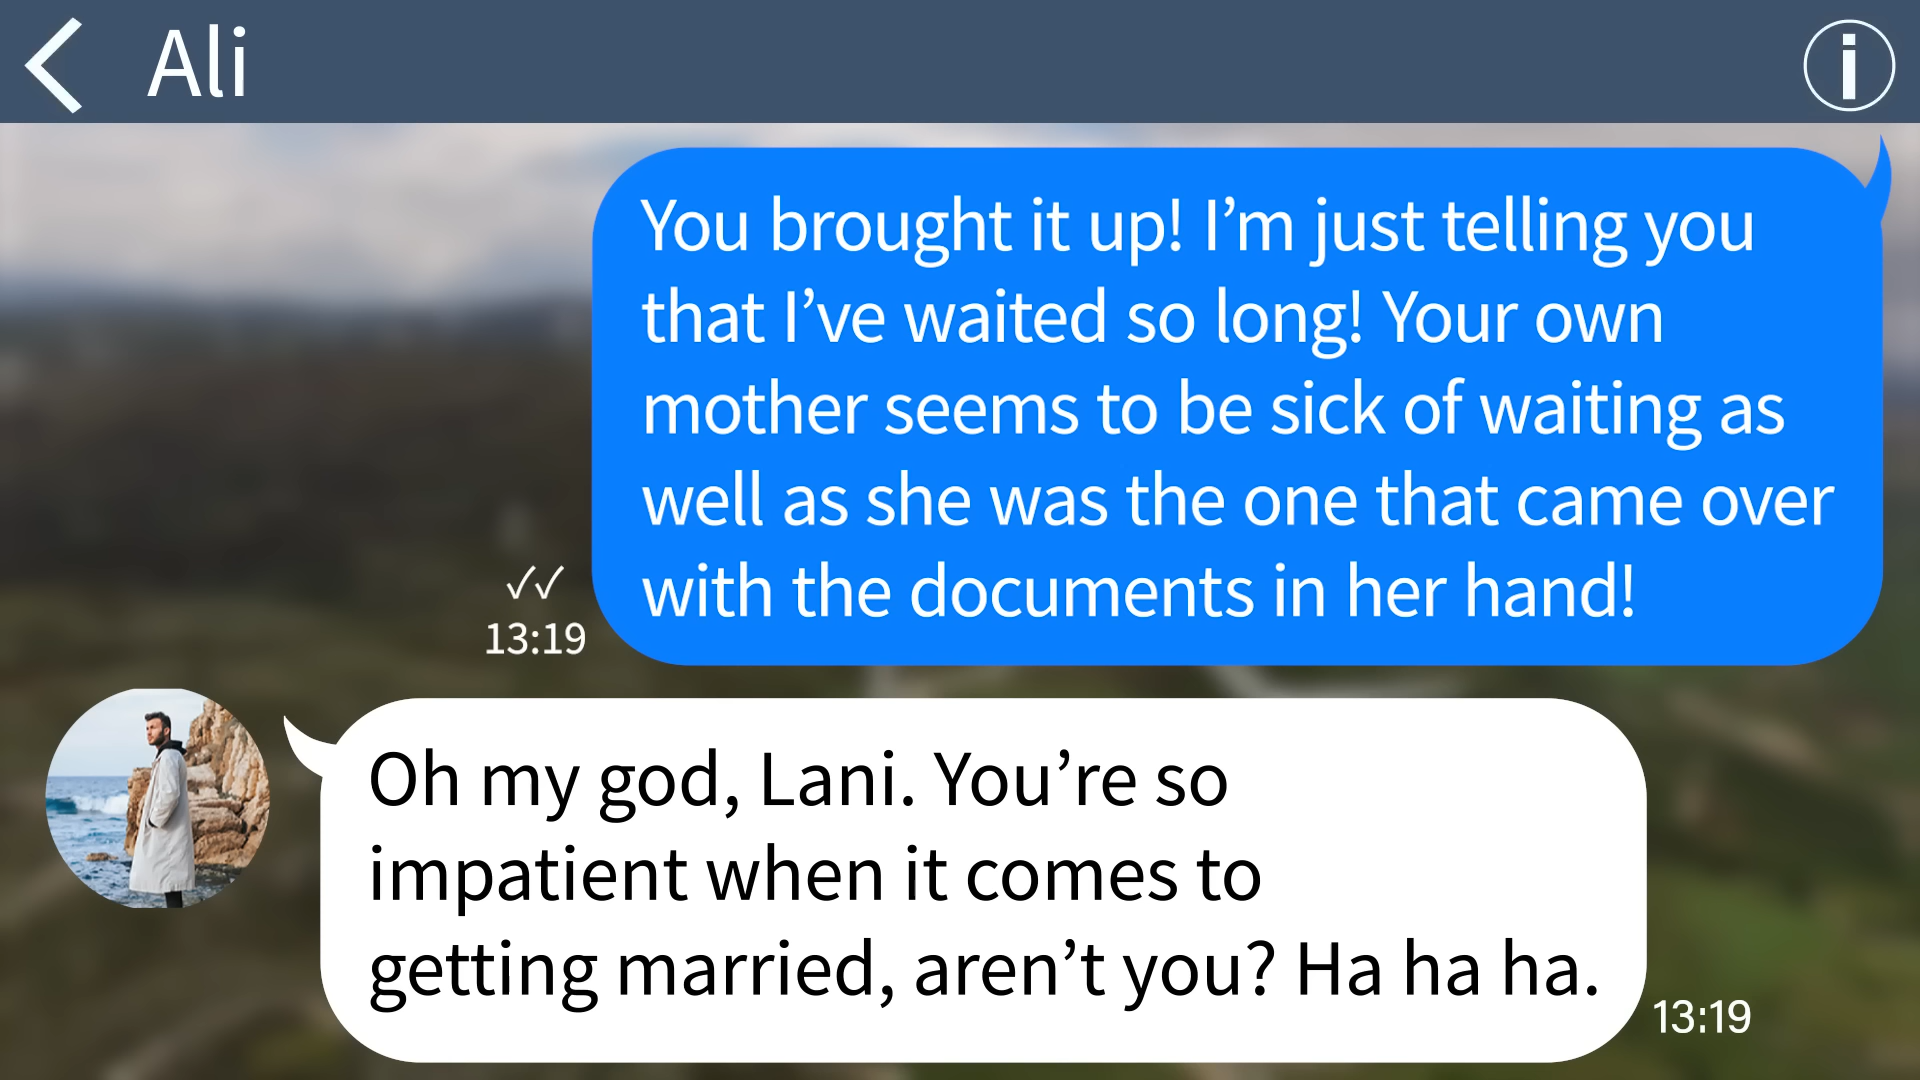 Ali
You brought it up! I’m just telling you
that I’ve waited so long! Your own
mother seems to be sick of waiting as
well as she was the one that came over
with the documents in her hand!
13:19
Oh my god, Lani. You’re so
impatient when it comes to
getting married, aren’t you? Ha ha ha.
13:19